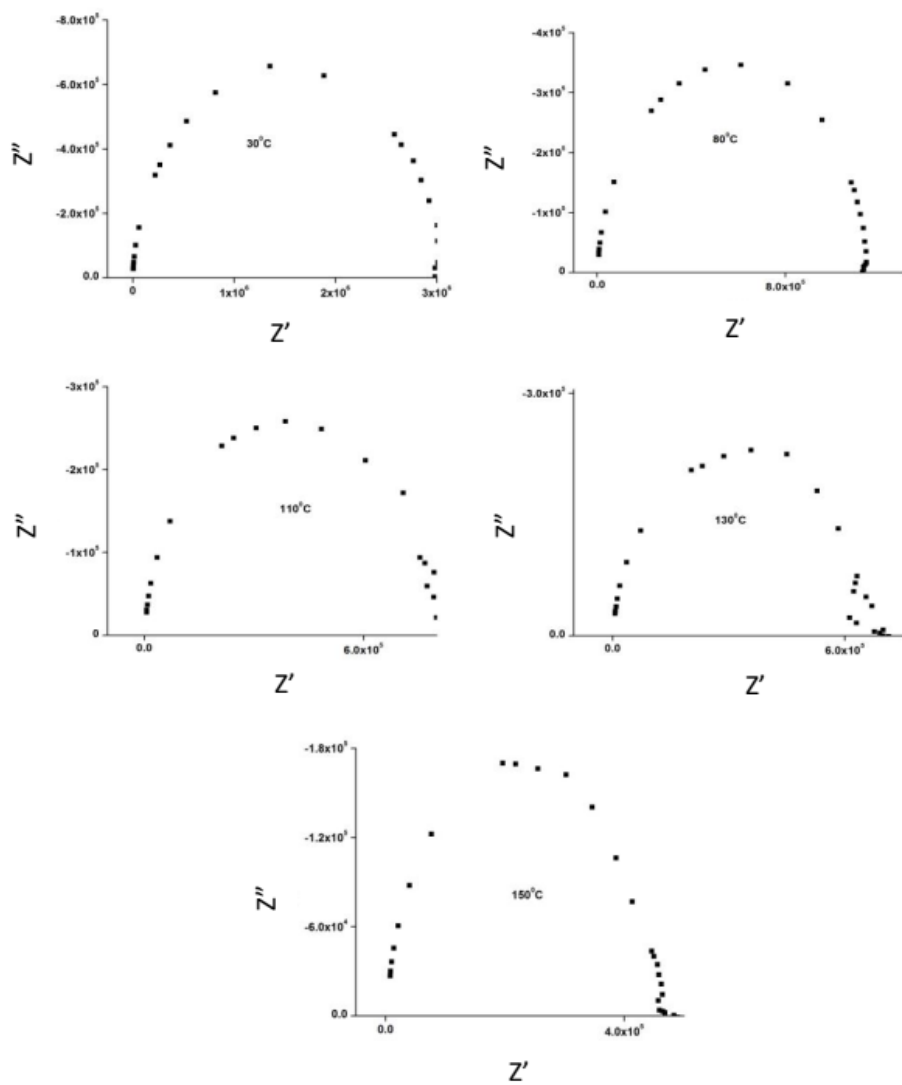 -8.0x10⁵
-6.0x10⁵
-4.0x10⁵
-2.0x10⁵
0.0
Z''
30⁰C
0
1x10⁶
2x10⁶
3x10⁶
Z'
-4x10⁵
-3x10⁵
-2x10⁵
-1x10⁵
0
Z''
80⁰C
0.0
8.0x10⁵
Z'
-3x10⁵
-2x10⁵
-1x10⁵
0
Z''
110⁰C
0.0
6.0x10⁵
Z'
-3.0x10⁵
0.0
Z''
130⁰C
0.0
6.0x10⁵
Z'
-1.8x10⁵
-1.2x10⁵
-6.0x10⁴
0.0
Z''
150⁰C
0.0
4.0x10⁵
Z'